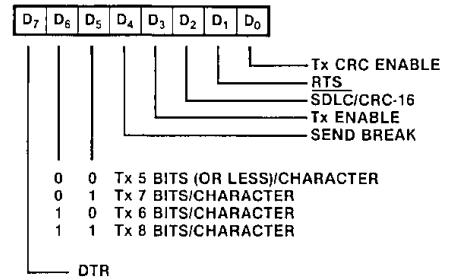 D7 D6 D5 D4 D3 D2 D1 D0
Tx CRC ENABLE
RTS
SDLC/CRC-16
Tx ENABLE
SEND BREAK
0 0 Tx 5 BITS (OR LESS)/CHARACTER
0 1 Tx 7 BITS/CHARACTER
1 0 Tx 6 BITS/CHARACTER
1 1 Tx 8 BITS/CHARACTER
DTR